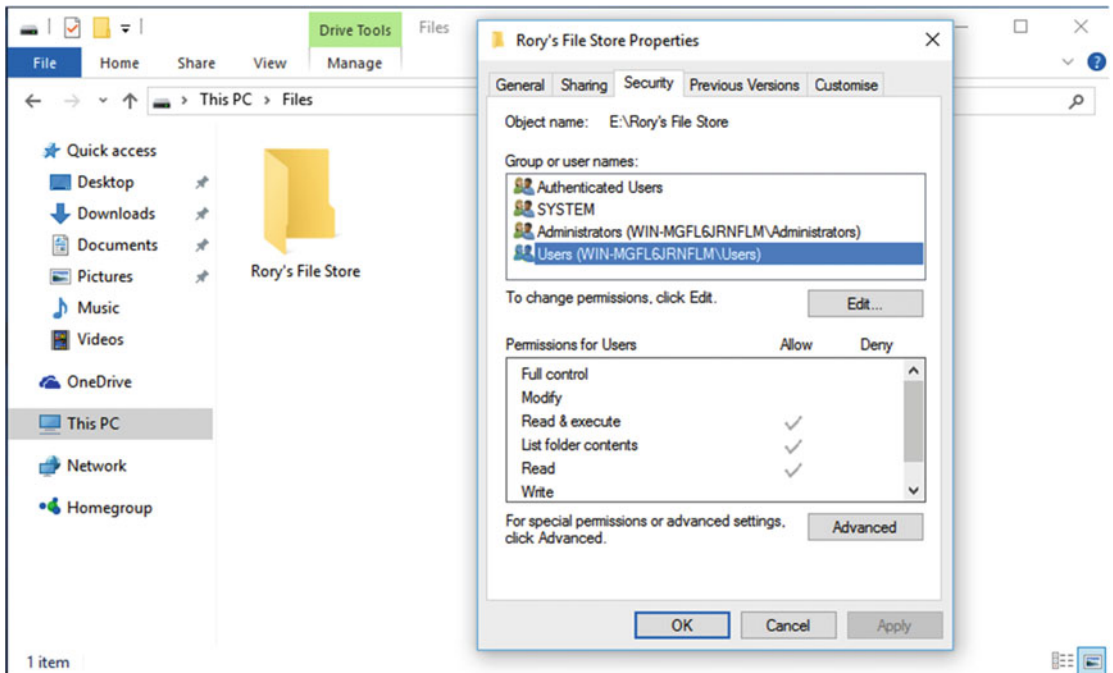 Drive Tools
Files
File
Home
Share
View
Manage
This PC > Files
Quick access
Desktop
Downloads
Documents
Pictures
Music
Videos
OneDrive
This PC
Network
Homegroup
Rory's File Store
1 item
Rory's File Store Properties
General
Sharing
Security
Previous Versions
Customise
Object name: E:\Rory's File Store
Group or user names:
Authenticated Users
SYSTEM
Administrators (WIN-MGFL6JRNFLM\Administrators)
Users (WIN-MGFL6JRNFLM\Users)
To change permissions, click Edit.
Edit...
Permissions for Users Allow Deny
Full control
Modify
Read & execute
List folder contents
Read
Write
For special permissions or advanced settings,
click Advanced.
Advanced
OK
Cancel
Apply